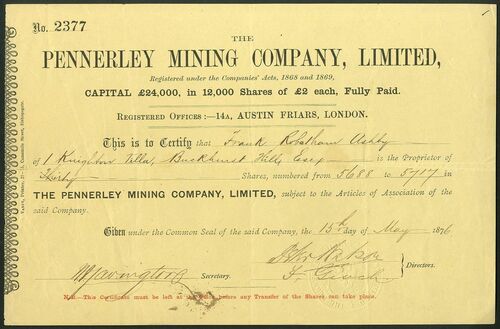 No. 2377
THE
PENNERLEY MINING COMPANY, LIMITED,
Registered under the Companies' Acts, 1868 and 1869,
CAPITAL £24,000, in 12,000 Shares of £2 each, Fully Paid.
REGISTERED OFFICES:—14A, AUSTIN FRIARS, LONDON.
This is to Certify that Frank Robotham Ashby
of 1 Knighton Villa, Buckhurst Hill, Essex is the Proprietor of
Thirty Shares, numbered from 5688 to 5717 in
THE PENNERLEY MINING COMPANY, LIMITED, subject to the Articles of Association of the
said Company.
Given under the Common Seal of the said Company, the 15th day of May 1876
Secretary.
Directors.
N.B.—This Certificate must be left at the Office before any Transfer of the Shares can take place.